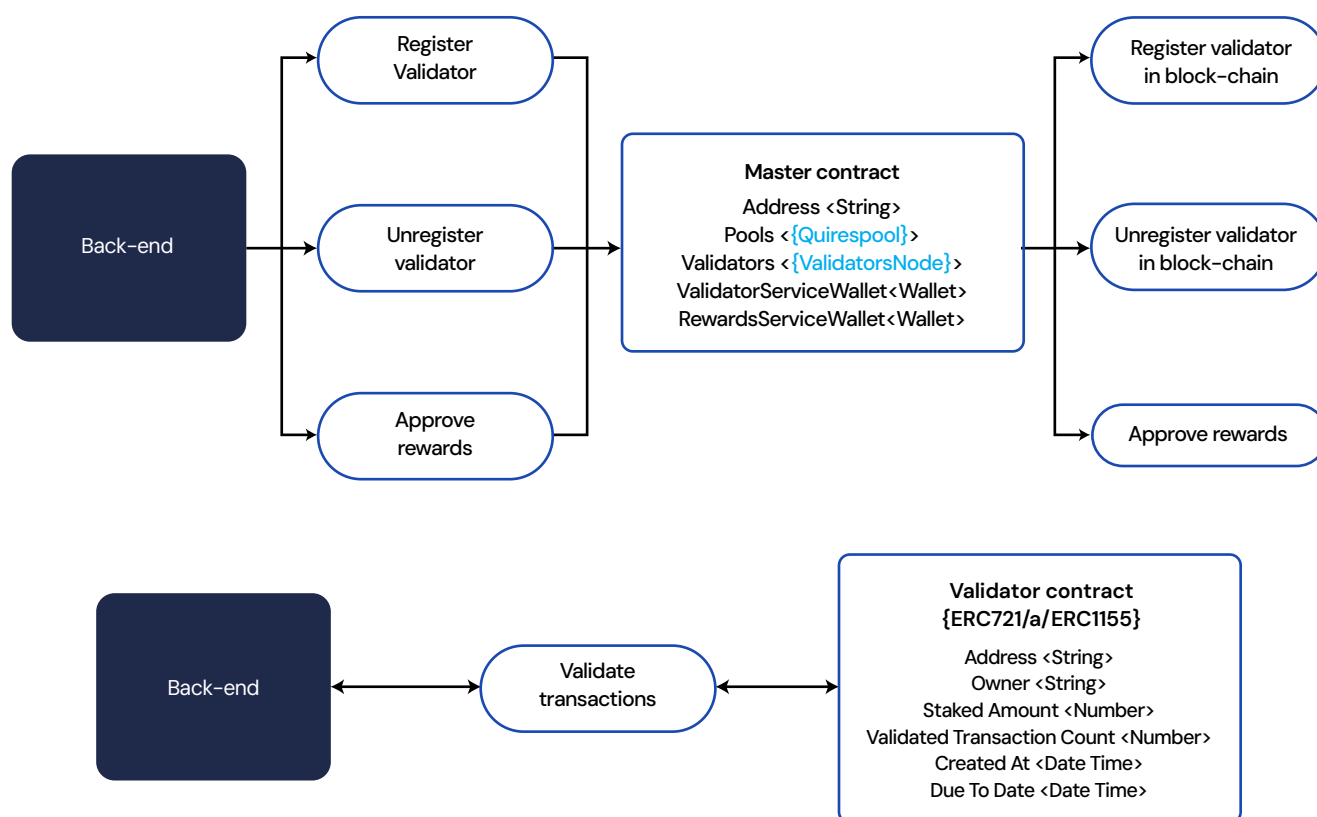 Register
Validator
Register validator
in block-chain
Back-end
Unregister
validator
Master contract
Address <String>
Pools <{Quirespool}>
Validators <{ValidatorsNode}>
ValidatorServiceWallet<Wallet>
RewardsServiceWallet<Wallet>
Unregister validator
in block-chain
Approve
rewards
Approve rewards
Back-end
Validate
transactions
Validator contract
{ERC721/a/ERC1155}
Address <String>
Owner <String>
Staked Amount <Number>
Validated Transaction Count <Number>
Created At <Date Time>
Due To Date <Date Time>